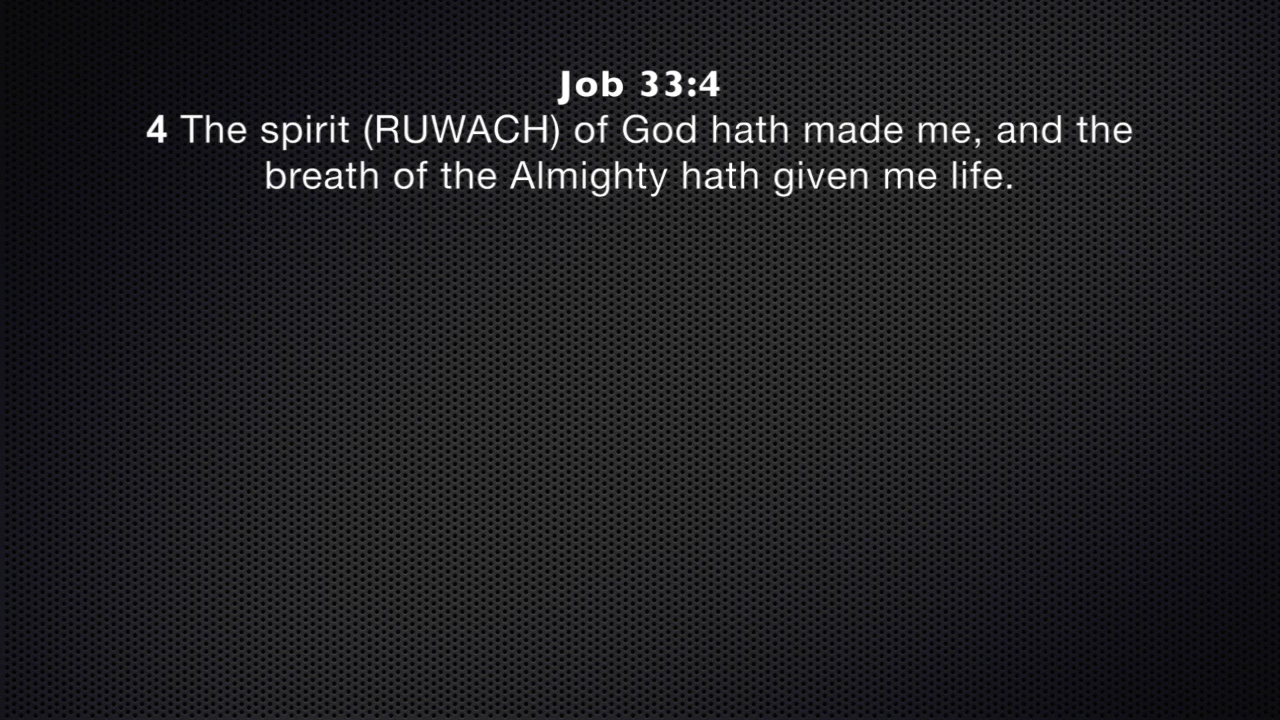 Job 33:4
4 The spirit (RUWACH) of God hath made me, and the
breath of the Almighty hath given me life.